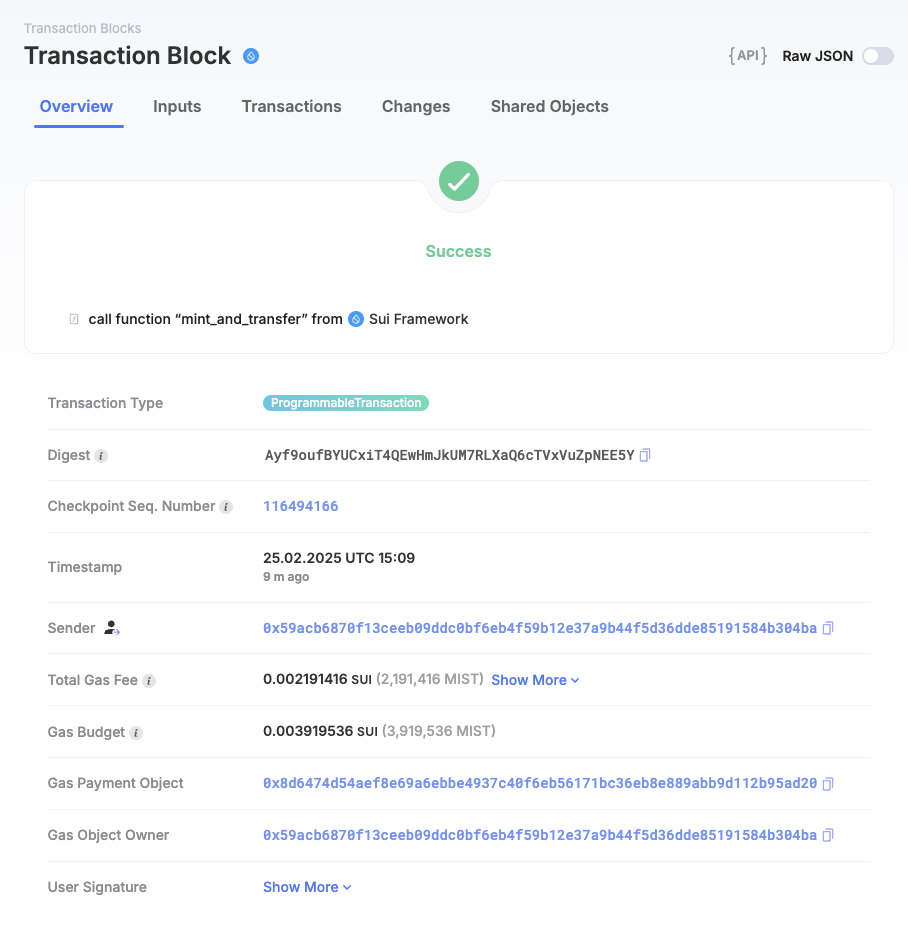 Transaction Blocks
Transaction Block
{API} Raw JSON
Overview Inputs Transactions Changes Shared Objects
Success
call function “mint_and_transfer” from Sui Framework
Transaction Type ProgrammableTransaction
Digest i Ayf9oufBYUCxiT4QEwHmJkUM7RLXaQ6cTVxVuZpNEE5Y
Checkpoint Seq. Number i 116494166
Timestamp 25.02.2025 UTC 15:09
9 m ago
Sender 0x59acb6870f13ceeb09ddc0bf6eb4f59b12e37a9b44f5d36dde85191584b304ba
Total Gas Fee i 0.002191416 SUI (2,191,416 MIST) Show More
Gas Budget i 0.003919536 SUI (3,919,536 MIST)
Gas Payment Object 0x8d6474d54aef8e69a6ebbe4937c40f6eb56171bc36eb8e889abb9d112b95ad20
Gas Object Owner 0x59acb6870f13ceeb09ddc0bf6eb4f59b12e37a9b44f5d36dde85191584b304ba
User Signature Show More